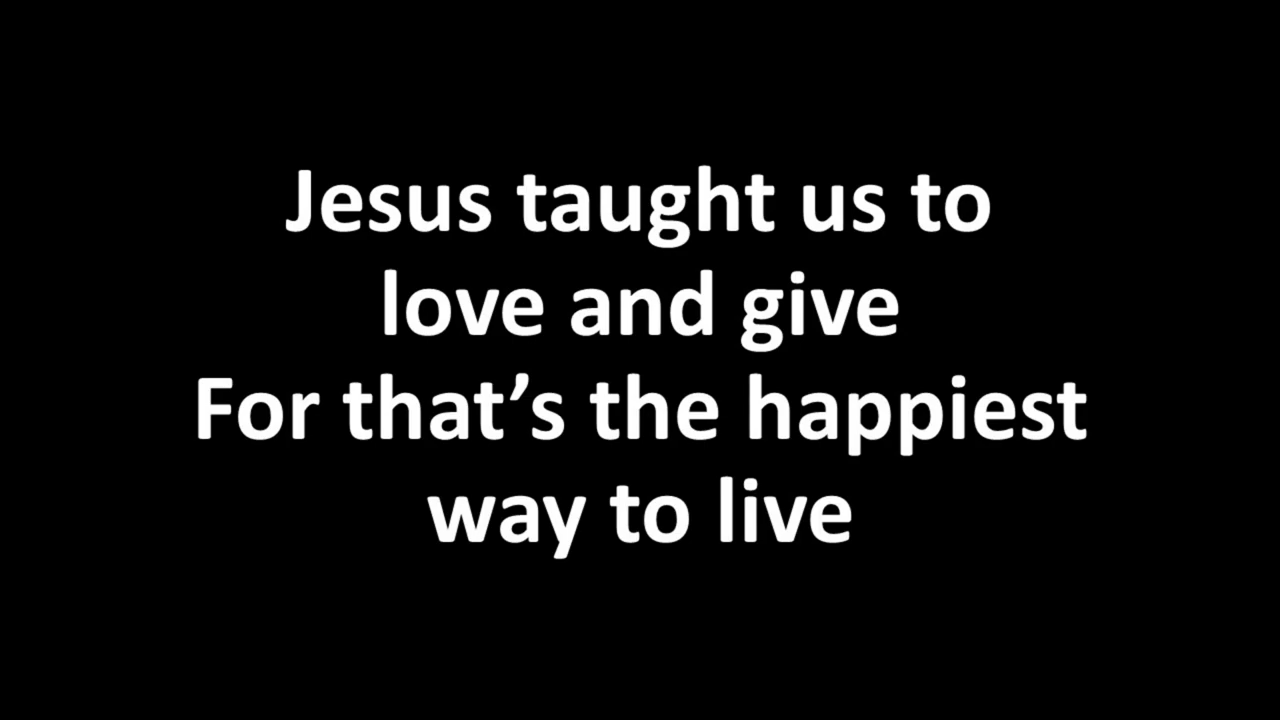 Jesus taught us to
love and give
For that’s the happiest
way to live